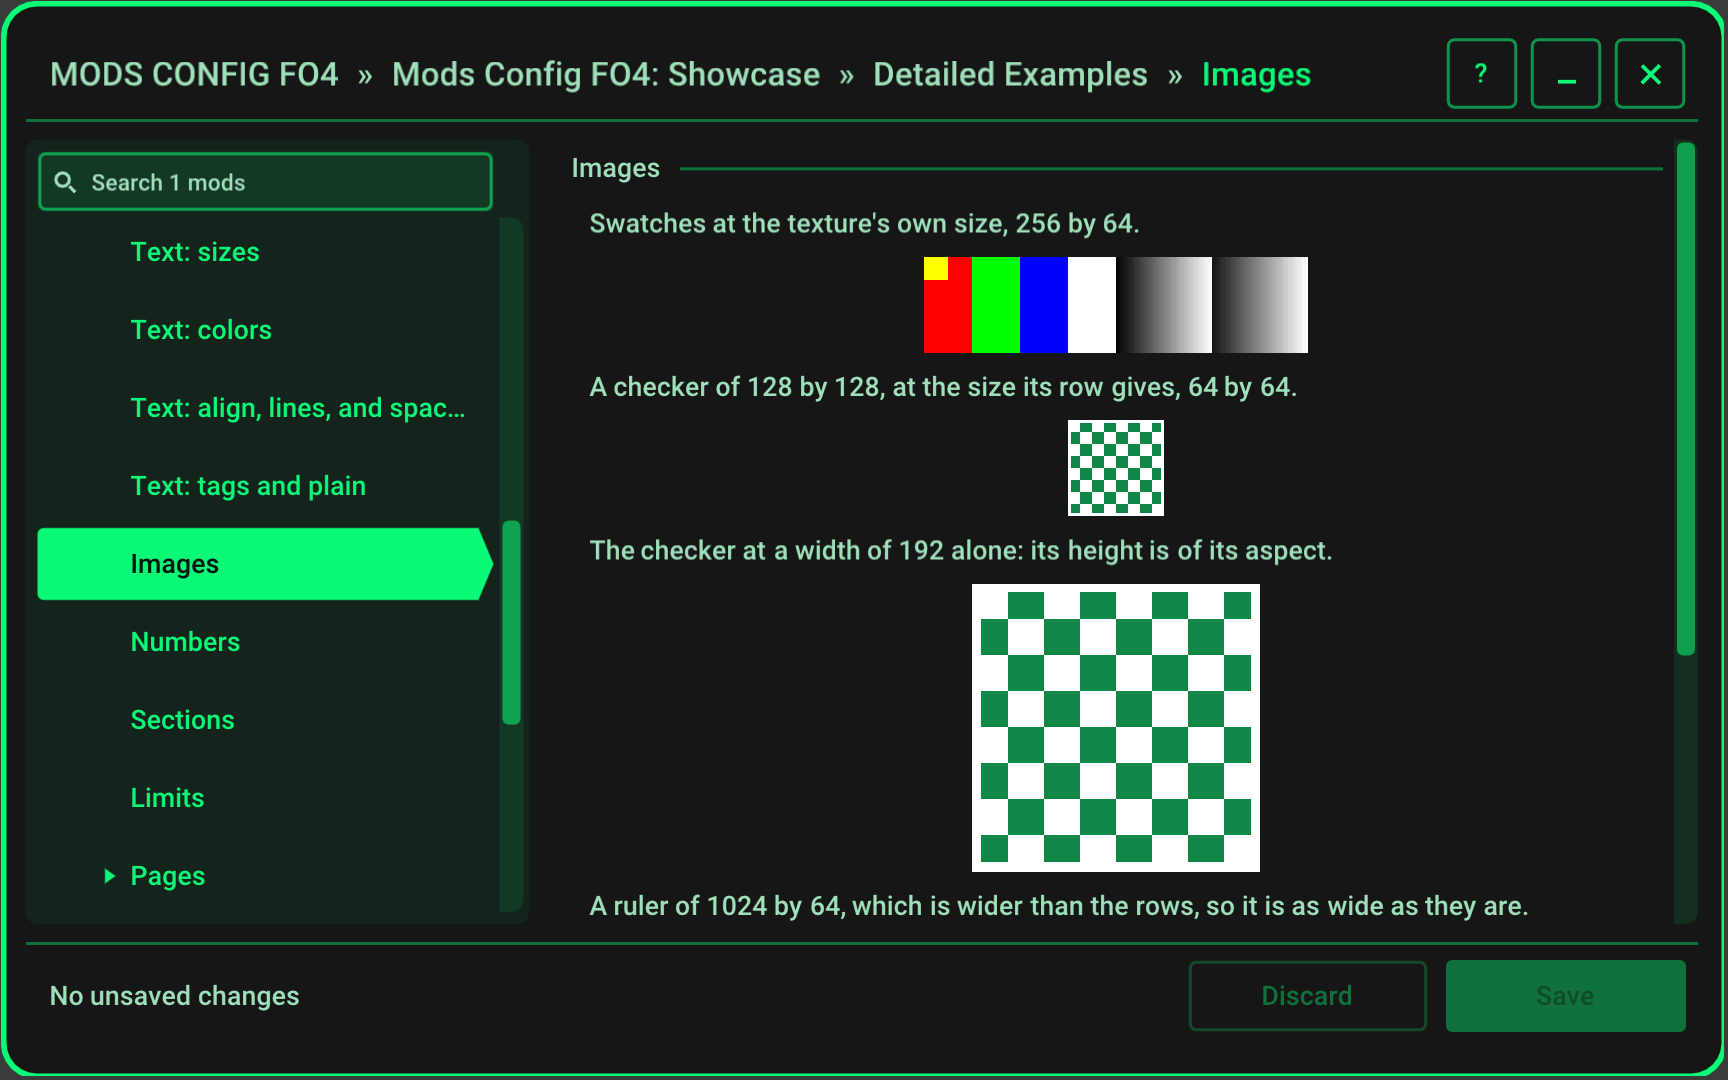 MODS CONFIG FO4 » Mods Config FO4: Showcase » Detailed Examples » Images
?
Search 1 mods
Text: sizes
Text: colors
Text: align, lines, and spac...
Text: tags and plain
Images
Numbers
Sections
Limits
Pages
Images
Swatches at the texture's own size, 256 by 64.
A checker of 128 by 128, at the size its row gives, 64 by 64.
The checker at a width of 192 alone: its height is of its aspect.
A ruler of 1024 by 64, which is wider than the rows, so it is as wide as they are.
No unsaved changes
Discard
Save